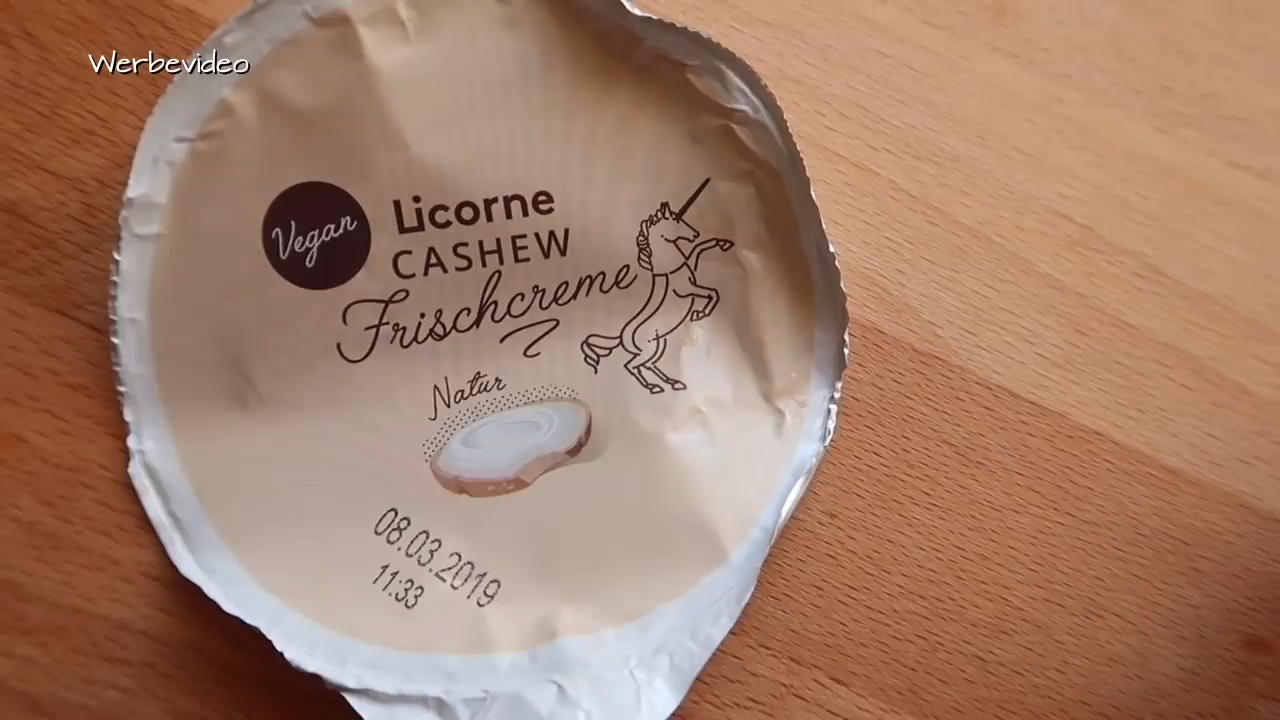 Werbevideo
Vegan
Licorne
CASHEW
Frischcreme
Natur
08.03.2019
11:33